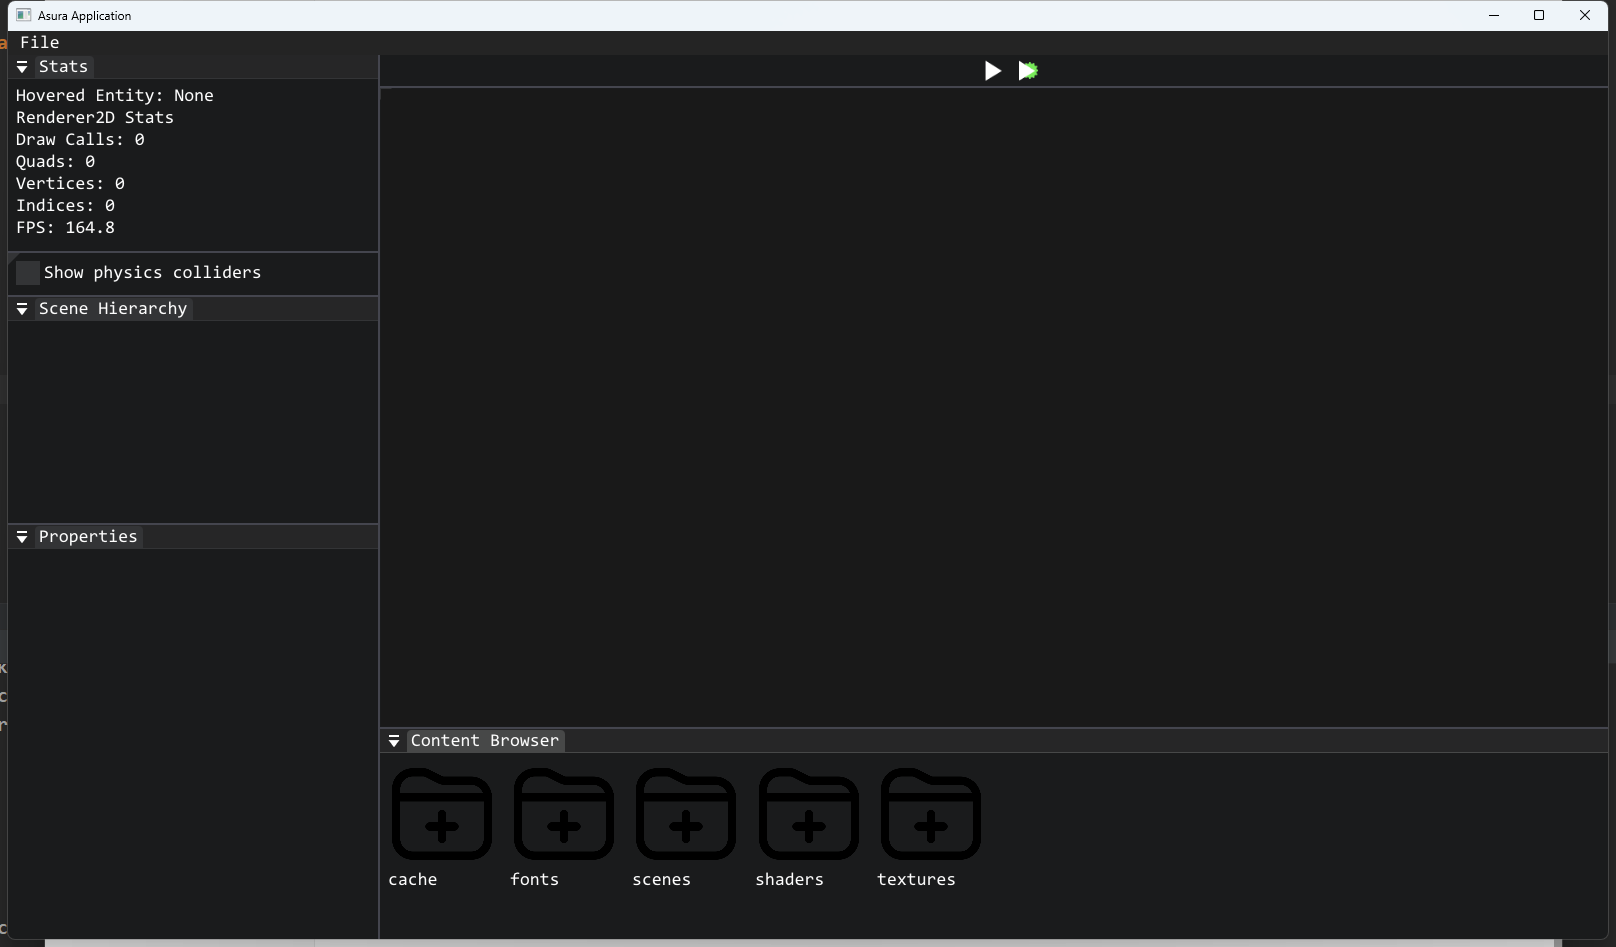 Asura Application
File
Stats
Hovered Entity: None
Renderer2D Stats
Draw Calls: 0
Quads: 0
Vertices: 0
Indices: 0
FPS: 164.8
Show physics colliders
Scene Hierarchy
Properties
Content Browser
cache
fonts
scenes
shaders
textures